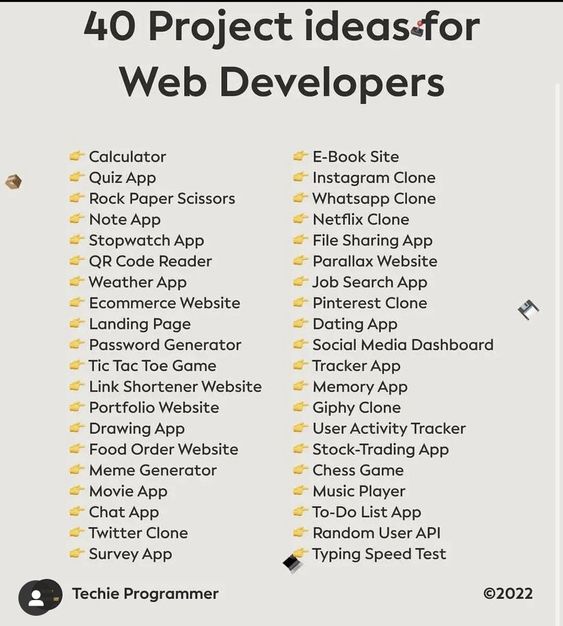 40 Project ideas for
Web Developers
Calculator
Quiz App
Rock Paper Scissors
Note App
Stopwatch App
QR Code Reader
Weather App
Ecommerce Website
Landing Page
Password Generator
Tic Tac Toe Game
Link Shortener Website
Portfolio Website
Drawing App
Food Order Website
Meme Generator
Movie App
Chat App
Twitter Clone
Survey App
E-Book Site
Instagram Clone
Whatsapp Clone
Netflix Clone
File Sharing App
Parallax Website
Job Search App
Pinterest Clone
Dating App
Social Media Dashboard
Tracker App
Memory App
Giphy Clone
User Activity Tracker
Stock-Trading App
Chess Game
Music Player
To-Do List App
Random User API
Typing Speed Test
Techie Programmer
©2022